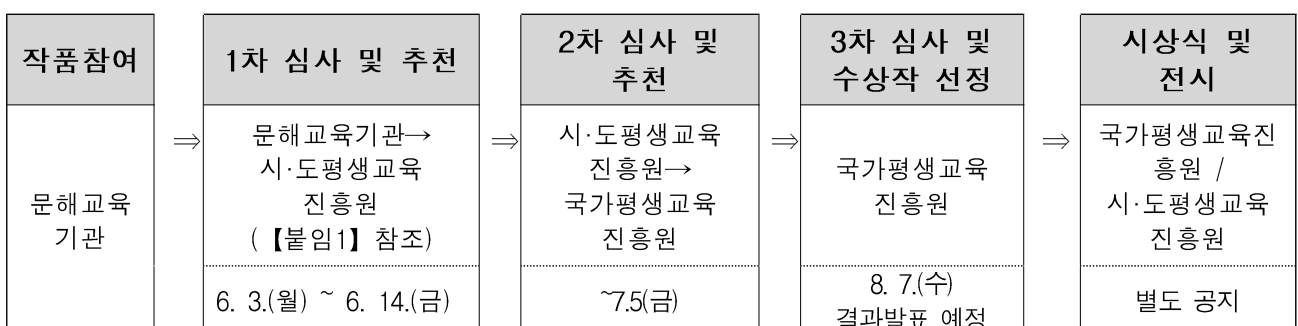 작품참여
문해교육
기관
⇒
1차 심사 및 추천
문해교육기관→
시·도평생교육
진흥원
(【붙임1】참조)
6. 3.(월) ~ 6. 14.(금)
⇒
2차 심사 및
추천
시·도평생교육
진흥원→
국가평생교육
진흥원
~7.5(금)
⇒
3차 심사 및
수상작 선정
국가평생교육
진흥원
8. 7.(수)
결과발표 예정
⇒
시상식 및
전시
국가평생교육진
흥원 /
시·도평생교육
진흥원
별도 공지